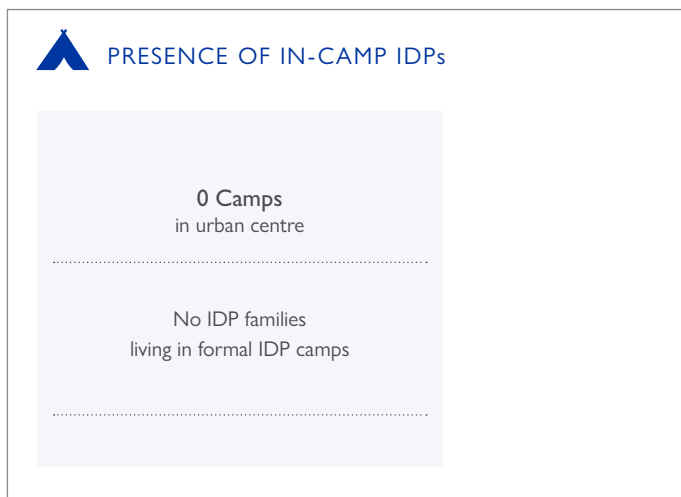 PRESENCE OF IN-CAMP IDPs
0 Camps
in urban centre
No IDP families
living in formal IDP camps